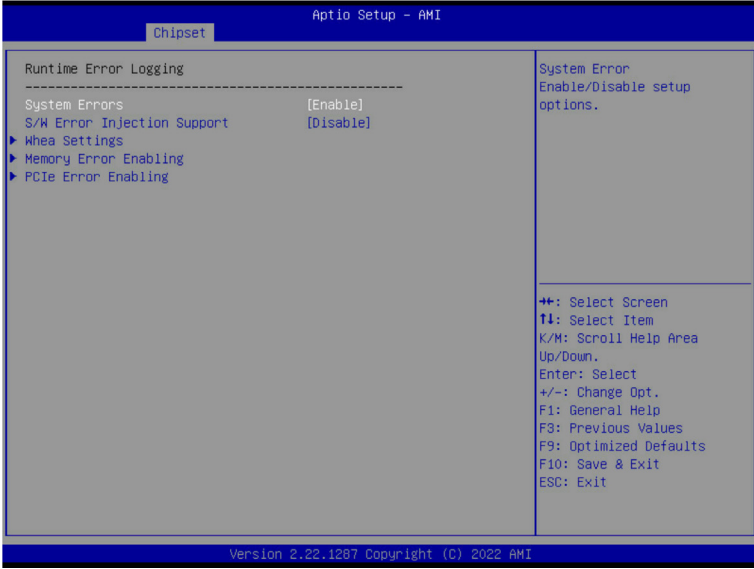 Aptio Setup - AMI
Chipset
Runtime Error Logging
--------------------------------------------------
System Errors [Enable]
S/W Error Injection Support [Disable]
Whea Settings
Memory Error Enabling
PCIe Error Enabling
System Error
Enable/Disable setup
options.
→←: Select Screen
↑↓: Select Item
K/M: Scroll Help Area
Up/Down.
Enter: Select
+/-: Change Opt.
F1: General Help
F3: Previous Values
F9: Optimized Defaults
F10: Save & Exit
ESC: Exit
Version 2.22.1287 Copyright (C) 2022 AMI